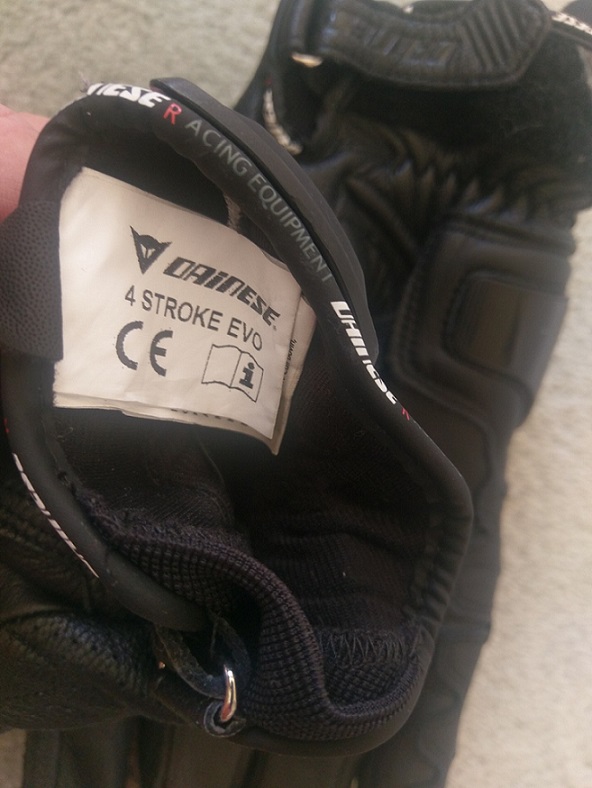 RACING EQUIPMENT
DAINESE
DAINESE
4 STROKE EVO
CE
i